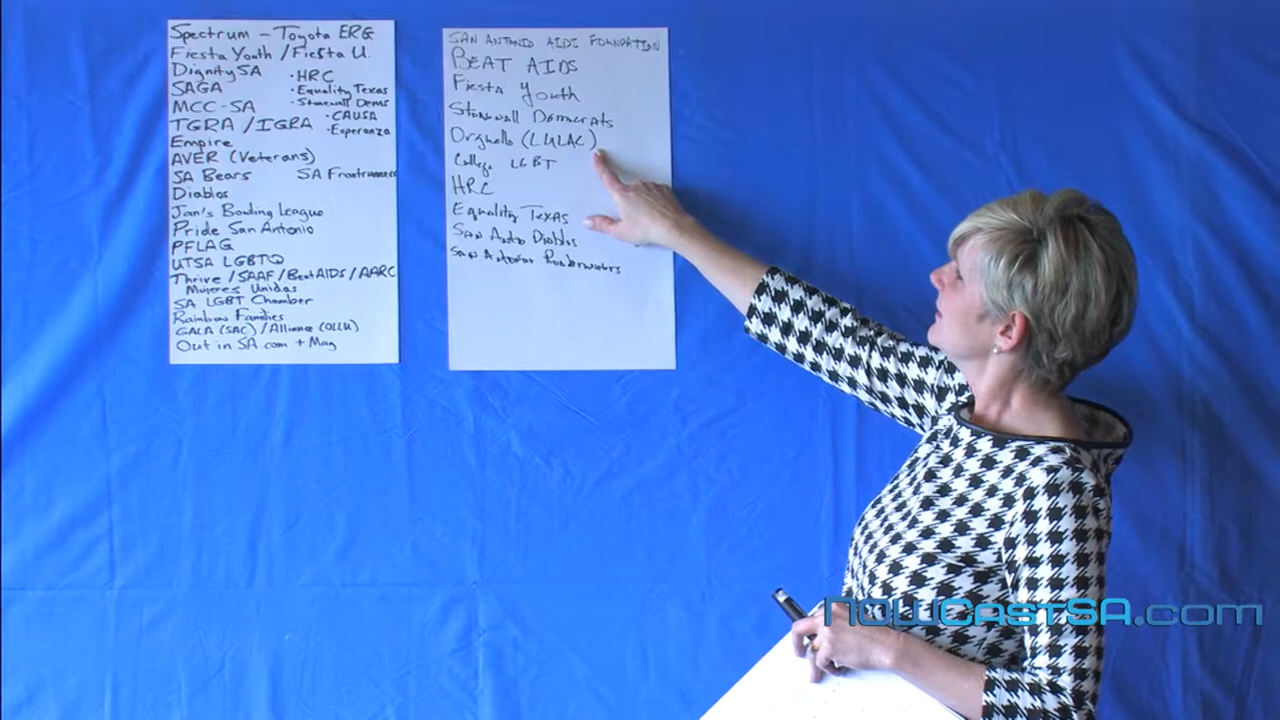 Spectrum - Toyota ERG
Fiesta Youth / Fiesta U.
DignitySA
• HRC
SAGA
• Equality Texas
MCC-SA
• Stonewall Dems
• CAUSA
TGRA / IGRA
• Esperanza
Empire
AVER (Veterans)
SA Bears
SA Frontrunners
Diablos
Jan's Bowling League
Pride San Antonio
PFLAG
UTSA LGBTQ
Thrive / SAAF / BeatAIDS / AARC
Mujeres Unidas
SA LGBT Chamber
Rainbow Families
GALA (SAC) / Alliance (OLLU)
Out in SA.com + Mag
SAN ANTONIO AIDS FOUNDATION
BEAT AIDS
Fiesta Youth
Stonewall Democrats
Orgullo (LULAC)
College LGBT
HRC
Equality Texas
San Anto Diablos
San Antonio
NOWCastSA.com